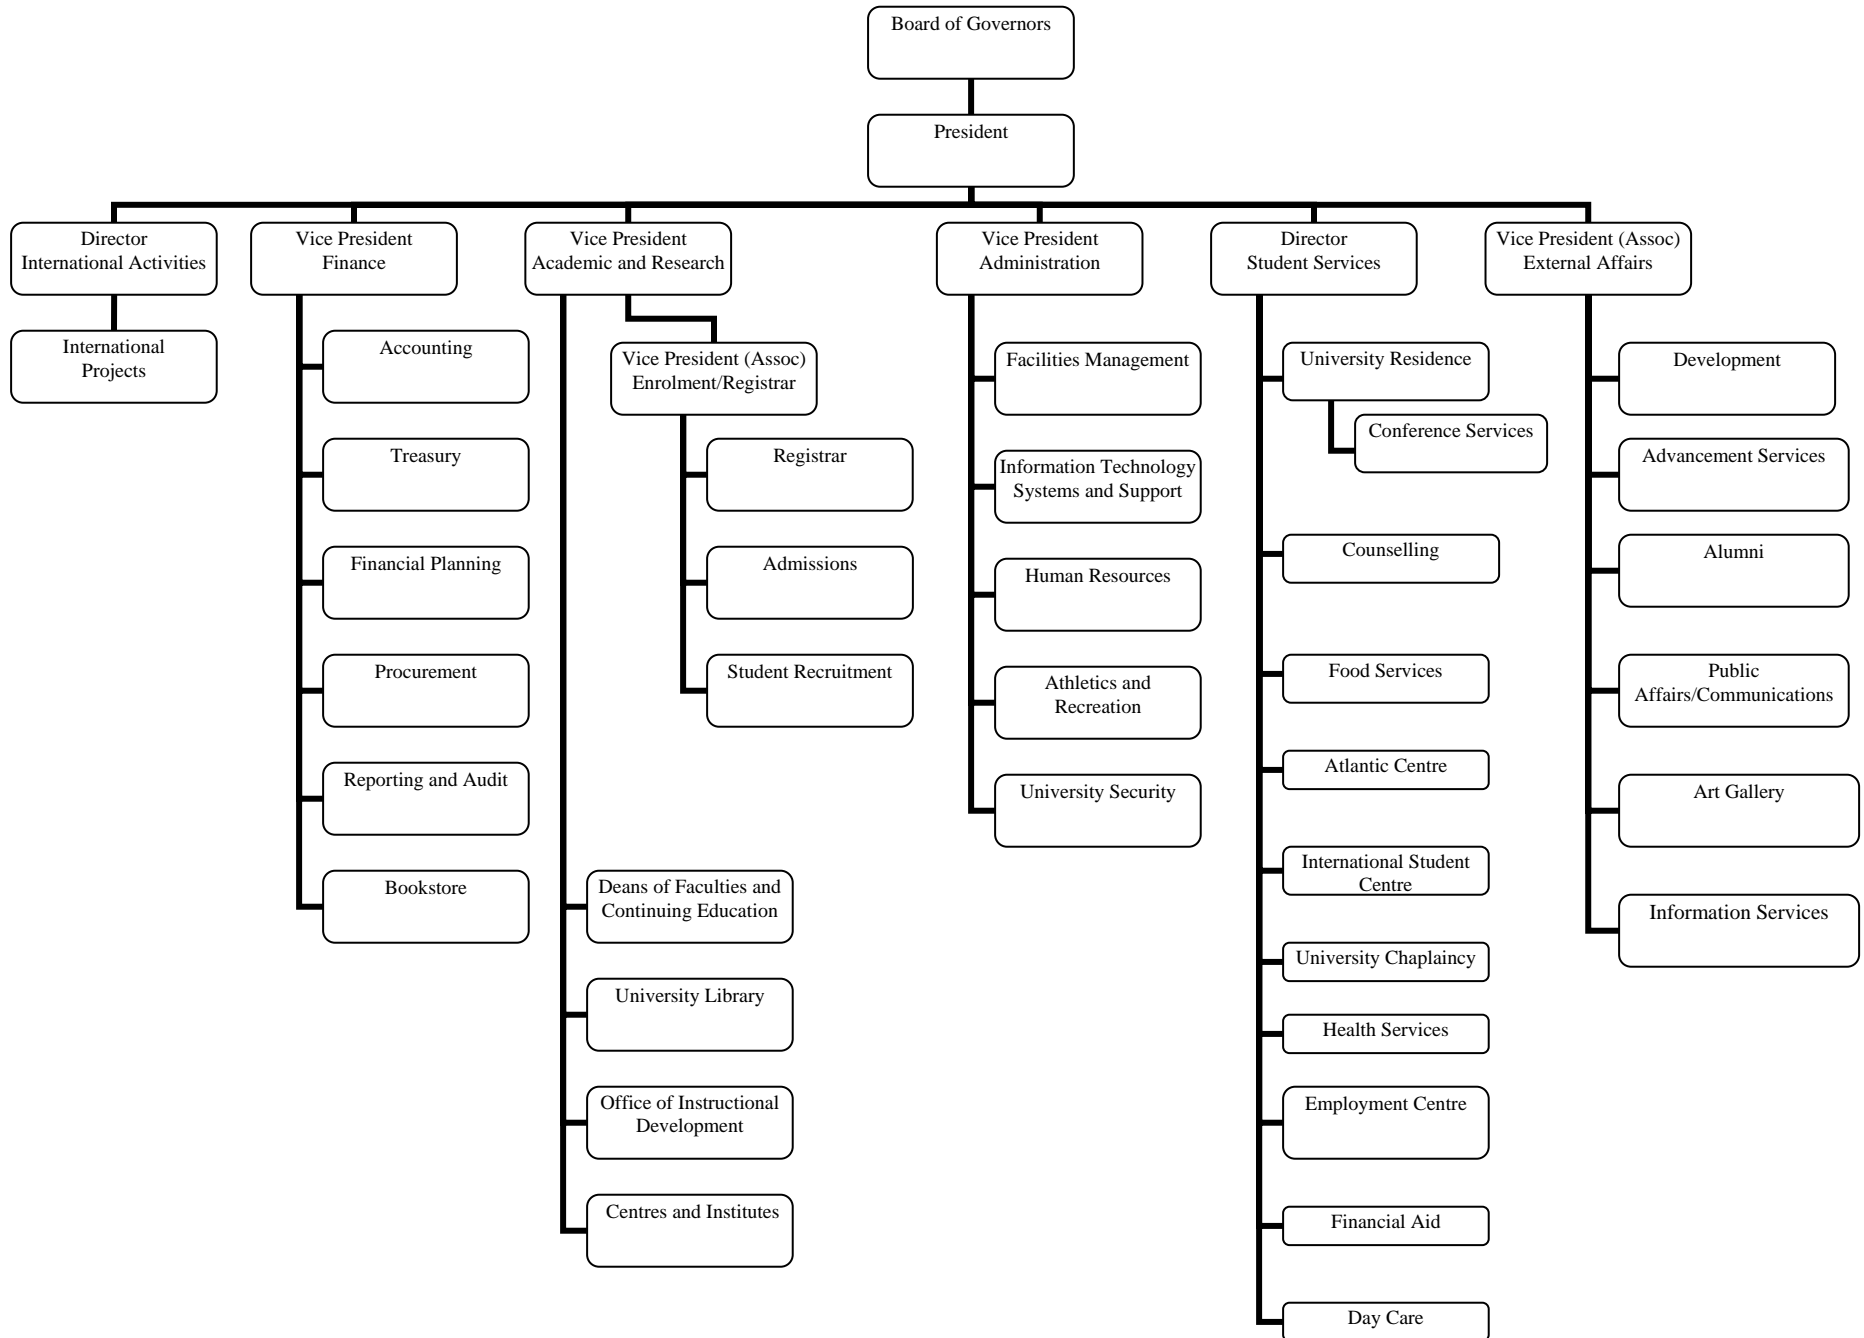 Board of Governors
President
Director
International Activities
Vice President
Finance
Vice President
Academic and Research
Vice President
Administration
Director
Student Services
Vice President (Assoc)
External Affairs
International
Projects
Accounting
Treasury
Financial Planning
Procurement
Reporting and Audit
Bookstore
Vice President (Assoc)
Enrolment/Registrar
Registrar
Admissions
Student Recruitment
Deans of Faculties and
Continuing Education
University Library
Office of Instructional
Development
Centres and Institutes
Facilities Management
Information Technology
Systems and Support
Human Resources
Athletics and
Recreation
University Security
University Residence
Conference Services
Counselling
Food Services
Atlantic Centre
International Student
Centre
University Chaplaincy
Health Services
Employment Centre
Financial Aid
Day Care
Development
Advancement Services
Alumni
Public
Affairs/Communications
Art Gallery
Information Services